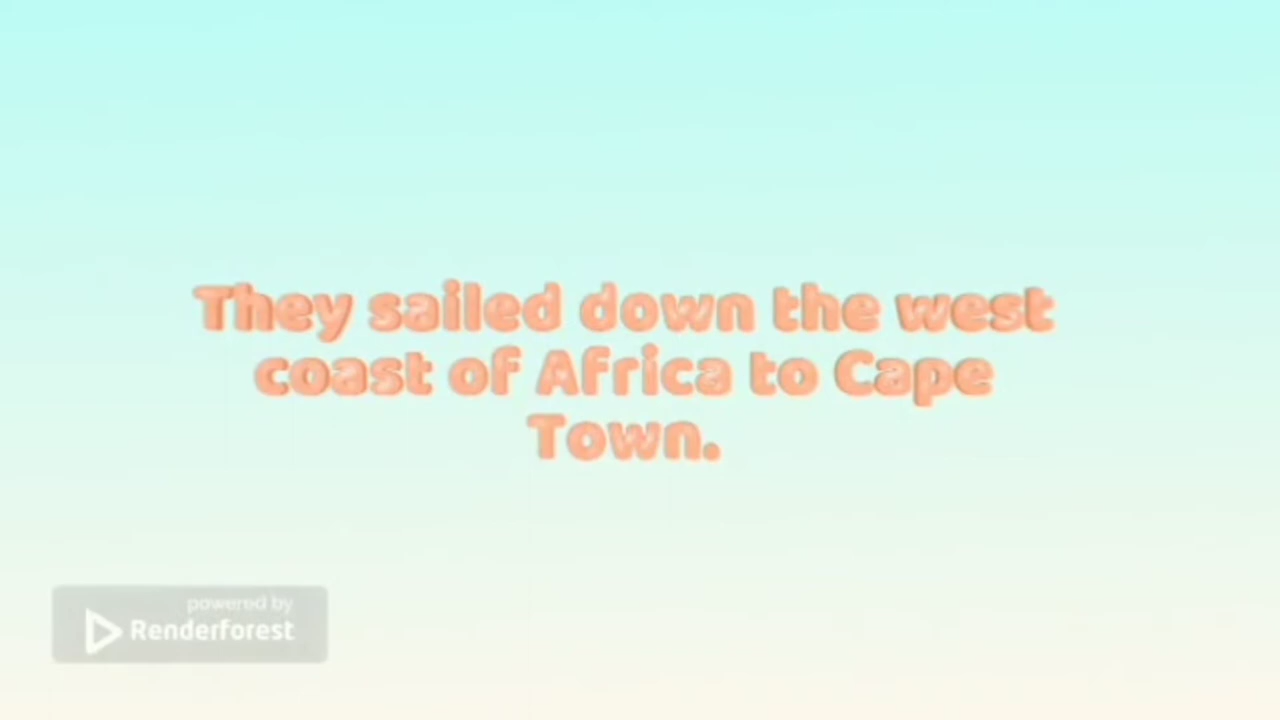 They sailed down the west
coast of Africa to Cape
Town.
powered by
Renderforest